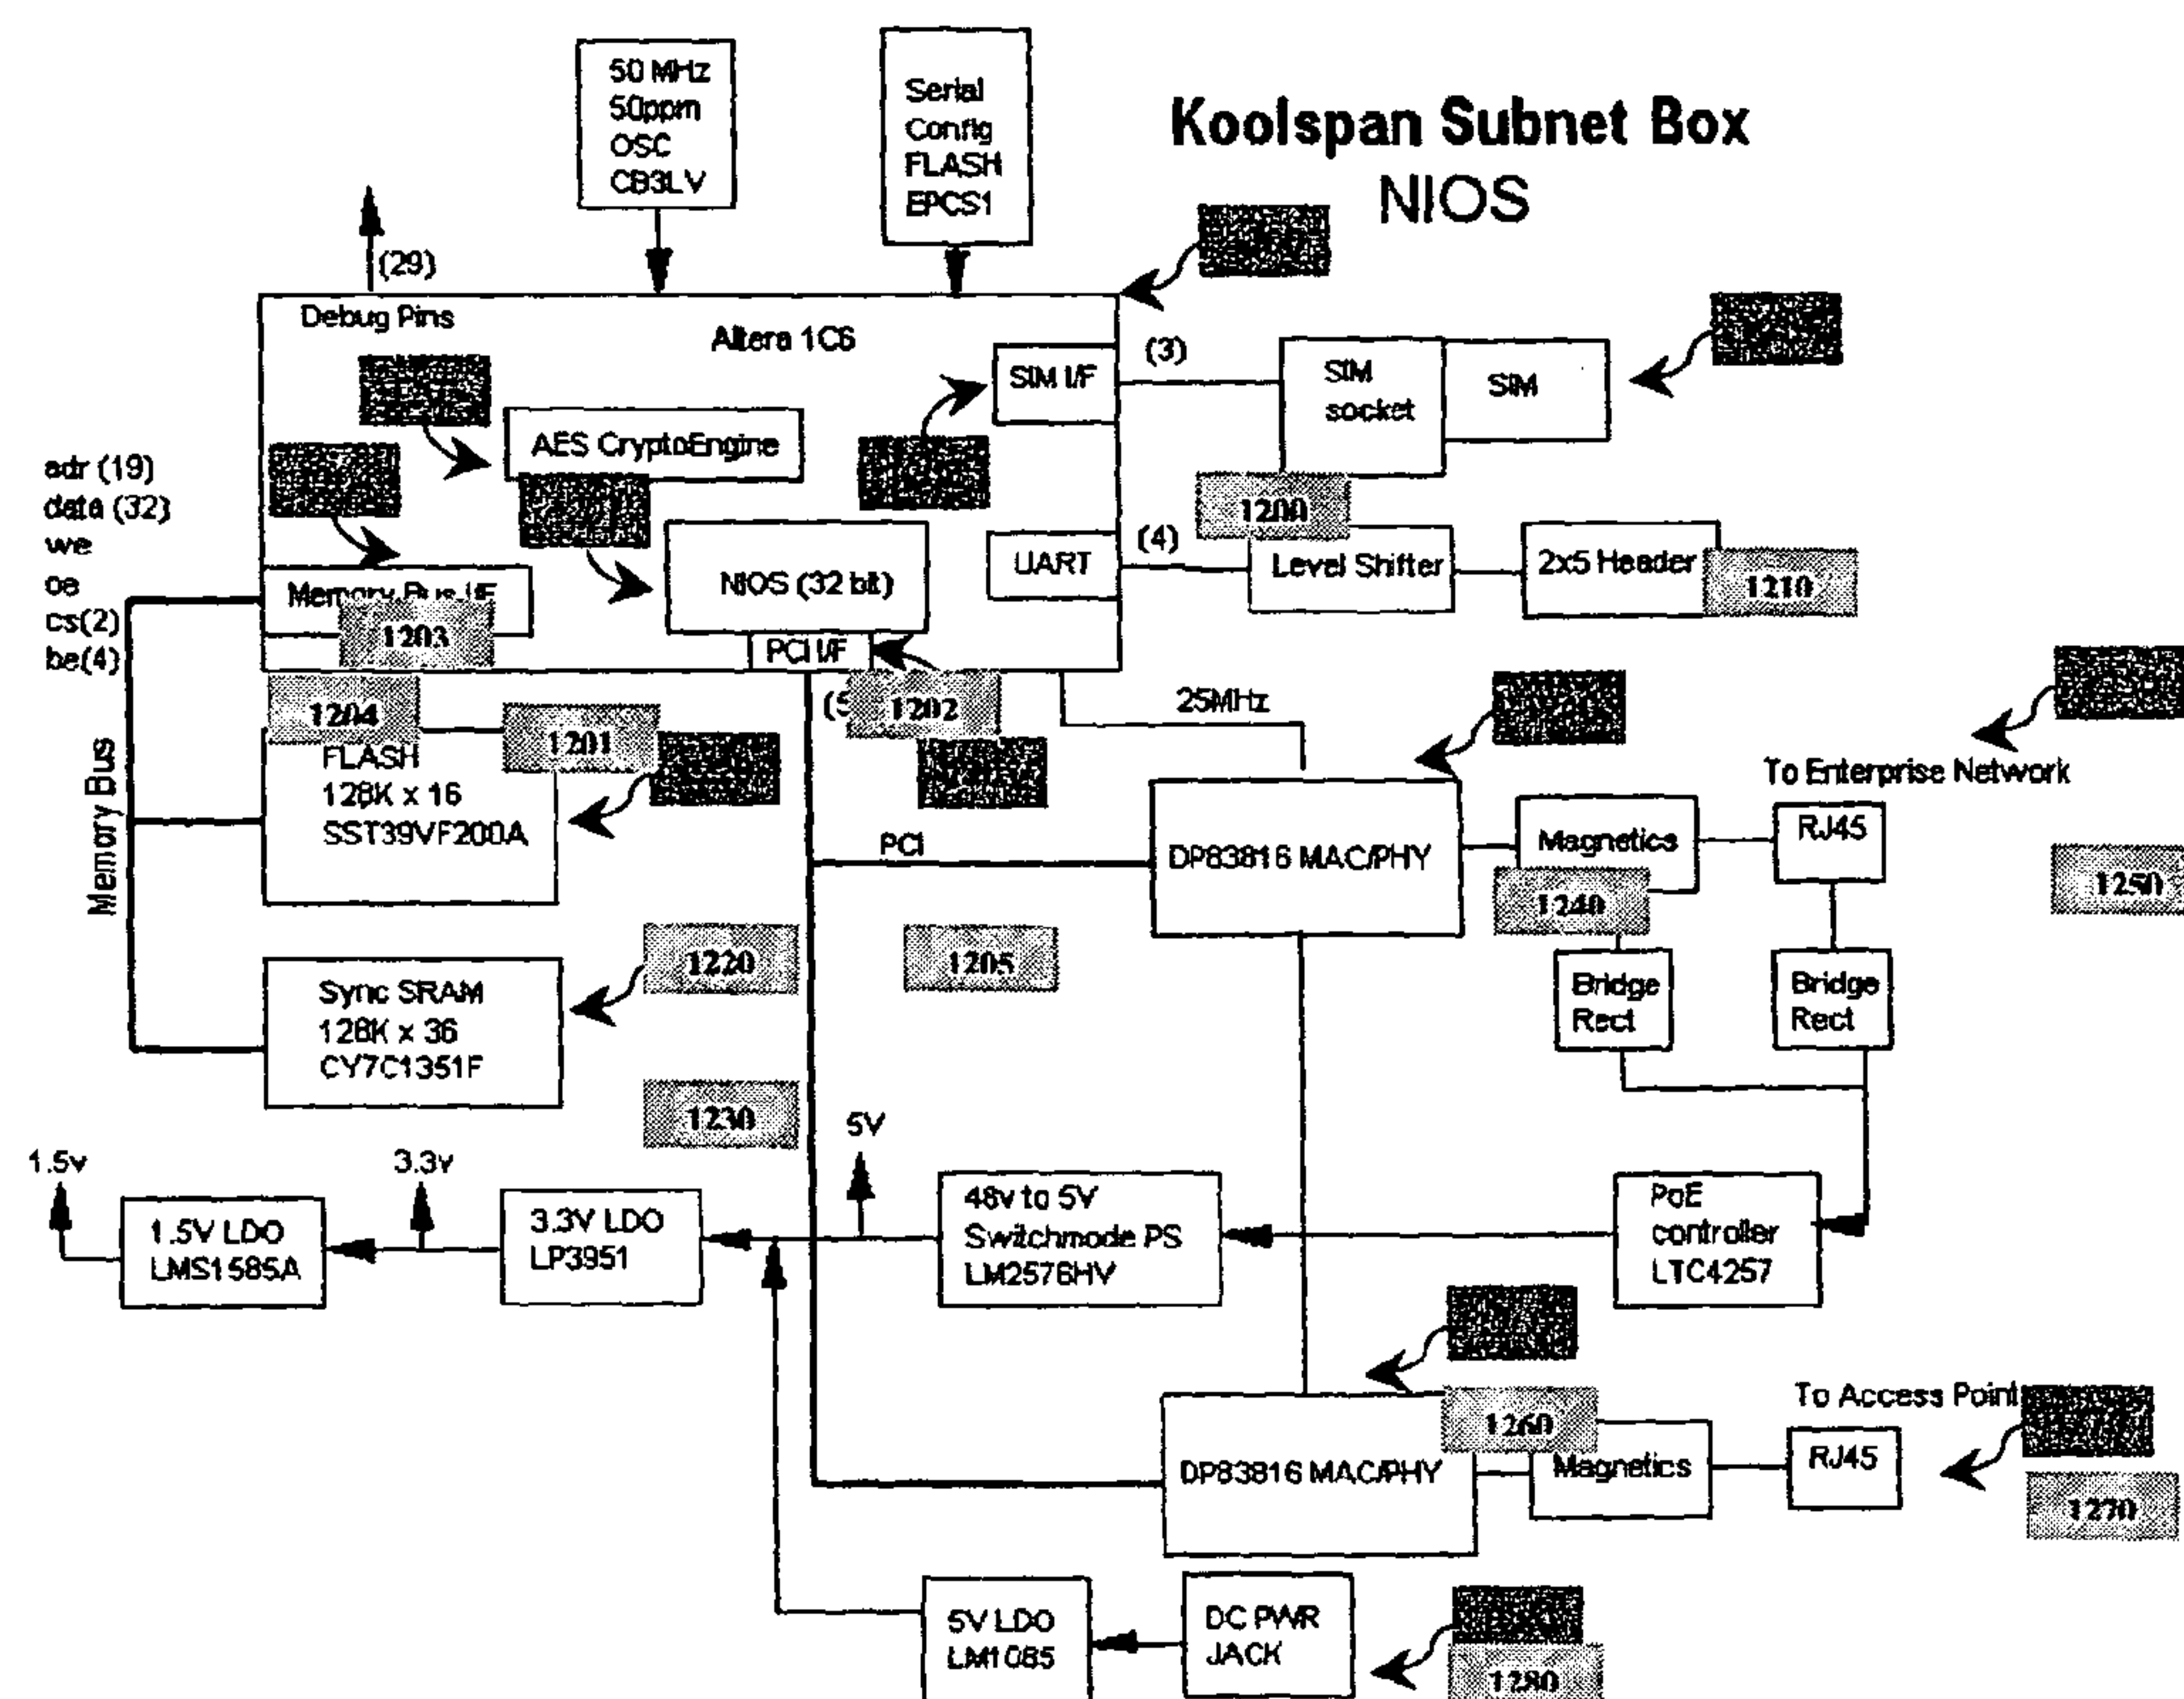 Koolspan Subnet Box
NIOS
50 MHz
50ppm
OSC
CB3LV
Serial
Config
FLASH
EPCS1
(29)
Debug Pins
Altera 1C6
SIM I/F
(3)
SIM
socket
SIM
AES CryptoEngine
adr (19)
data (32)
we
oe
cs(2)
be(4)
1200
NIOS (32 bit)
UART
(4)
Level Shifter
2x5 Header
1210
Memory Bus I/F
1203
PCI I/F
1204
1201
1202
25MHz
Memory Bus
FLASH
128K x 16
SST39VF200A
PCI
DP83816 MAC/PHY
To Enterprise Network
Magnetics
RJ45
1240
1250
1220
1205
Sync SRAM
128K x 36
CY7C1351F
Bridge
Rect
Bridge
Rect
1230
1.5v
3.3v
5V
1.5V LDO
LMS1585A
3.3V LDO
LP3951
48v to 5V
Switchmode PS
LM2576HV
PoE
controller
LTC4257
1260
To Access Point
DP83816 MAC/PHY
Magnetics
RJ45
1270
5V LDO
LM1085
DC PWR
JACK
1280